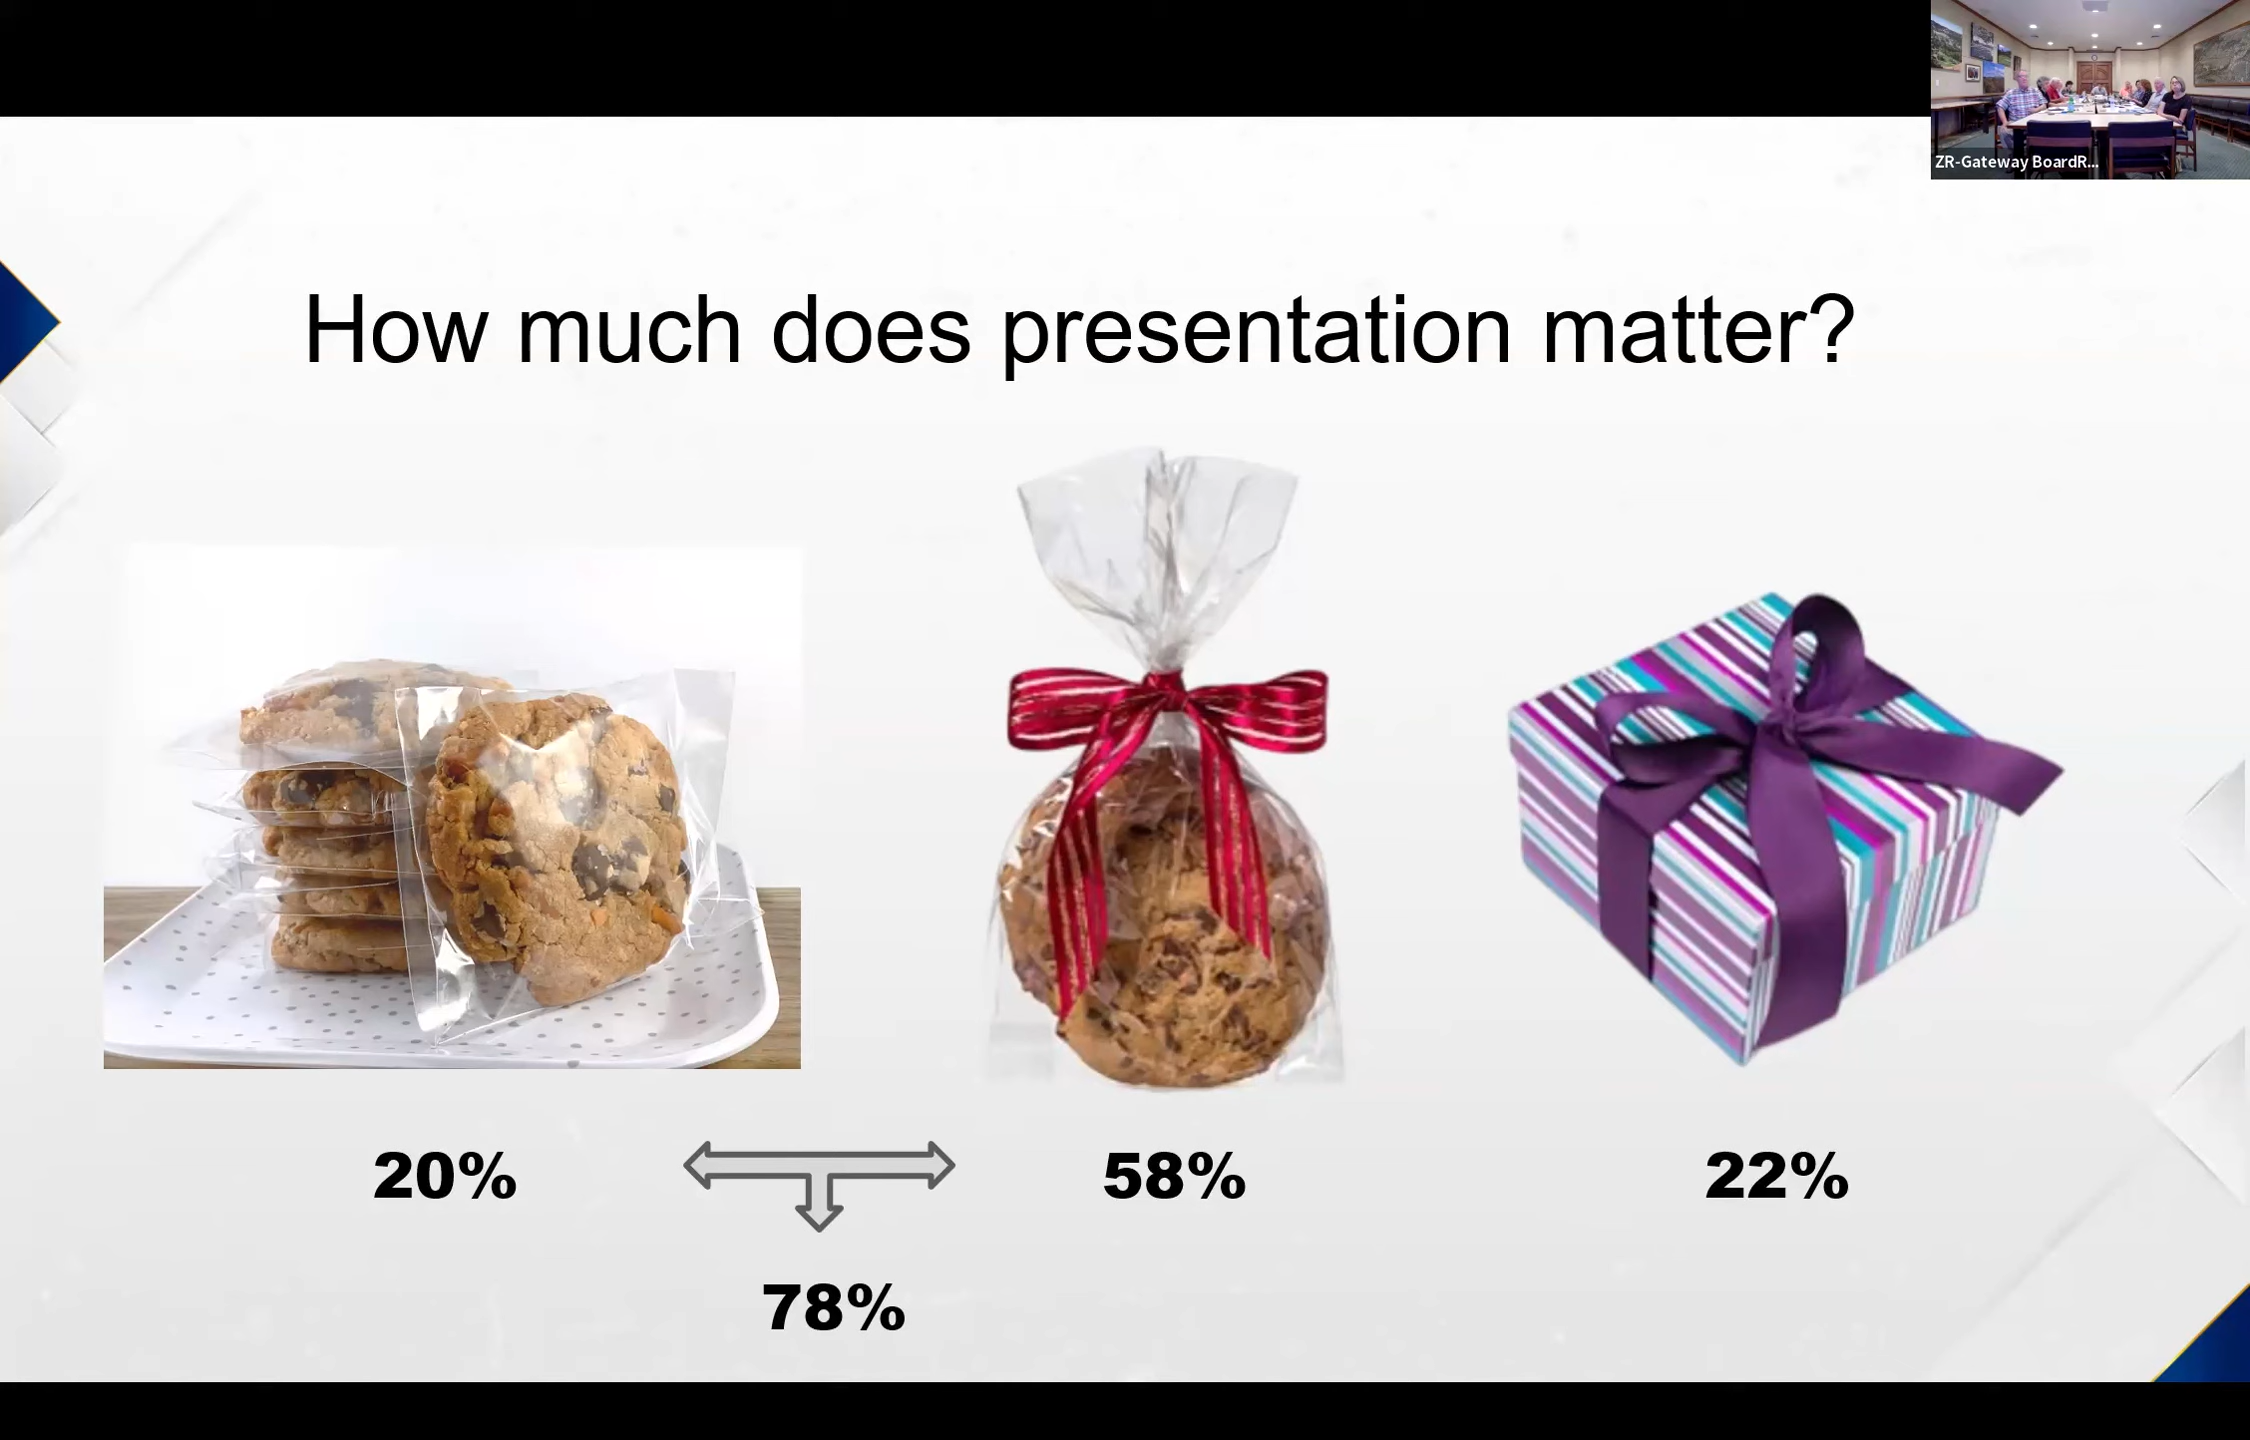 ZR-Gateway BoardR...
How much does presentation matter?
20%
58%
22%
78%